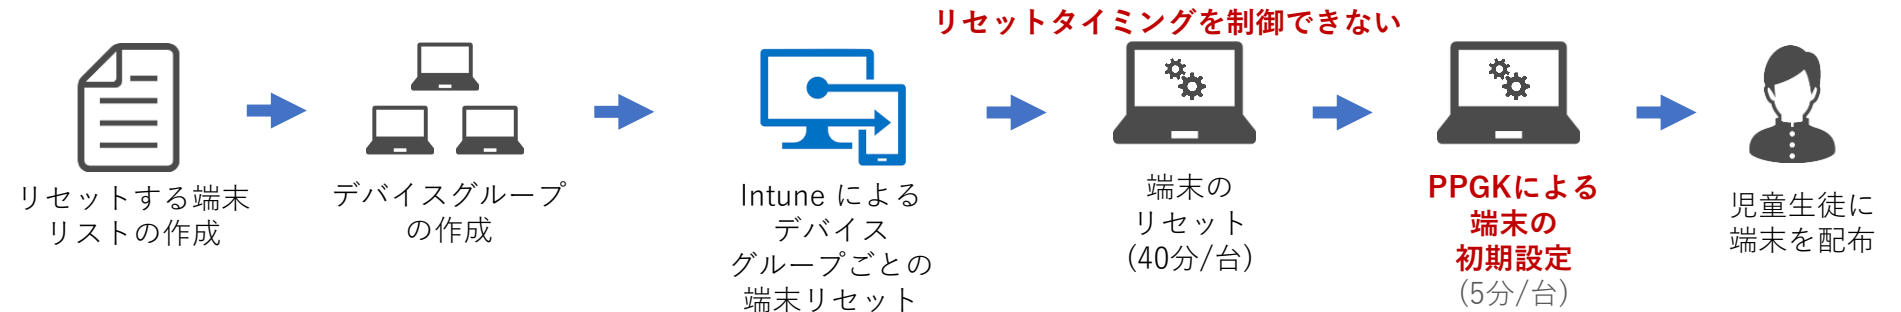 リセットタイミングを制御できない
リセットする端末
リストの作成
デバイスグループ
の作成
Intune による
デバイス
グループごとの
端末リセット
端末の
リセット
(40分/台)
PPGKによる
端末の
初期設定
(5分/台)
児童生徒に
端末を配布